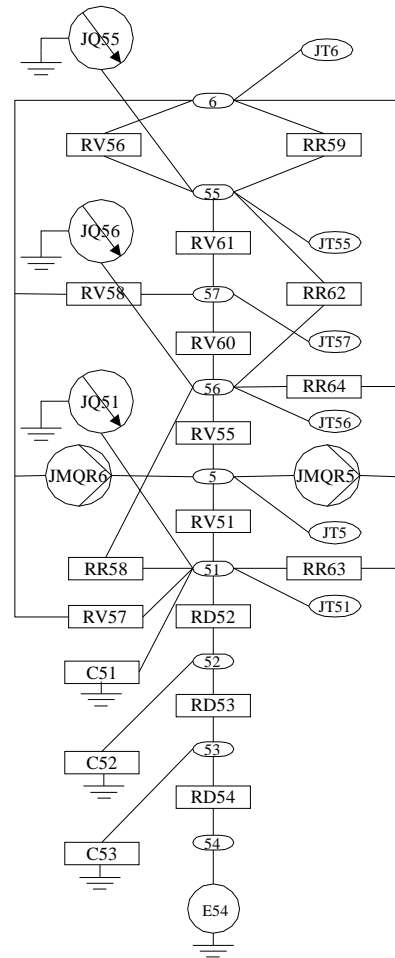 JQ55
JT6
6
RV56
RR59
55
JQ56
RV61
JT55
RV58
57
RR62
RV60
JT57
56
RR64
JQ51
RV55
JT56
JMQR6
5
JMQR5
RV51
JT5
RR58
51
RR63
RV57
RD52
JT51
52
C51
RD53
53
C52
RD54
54
C53
E54